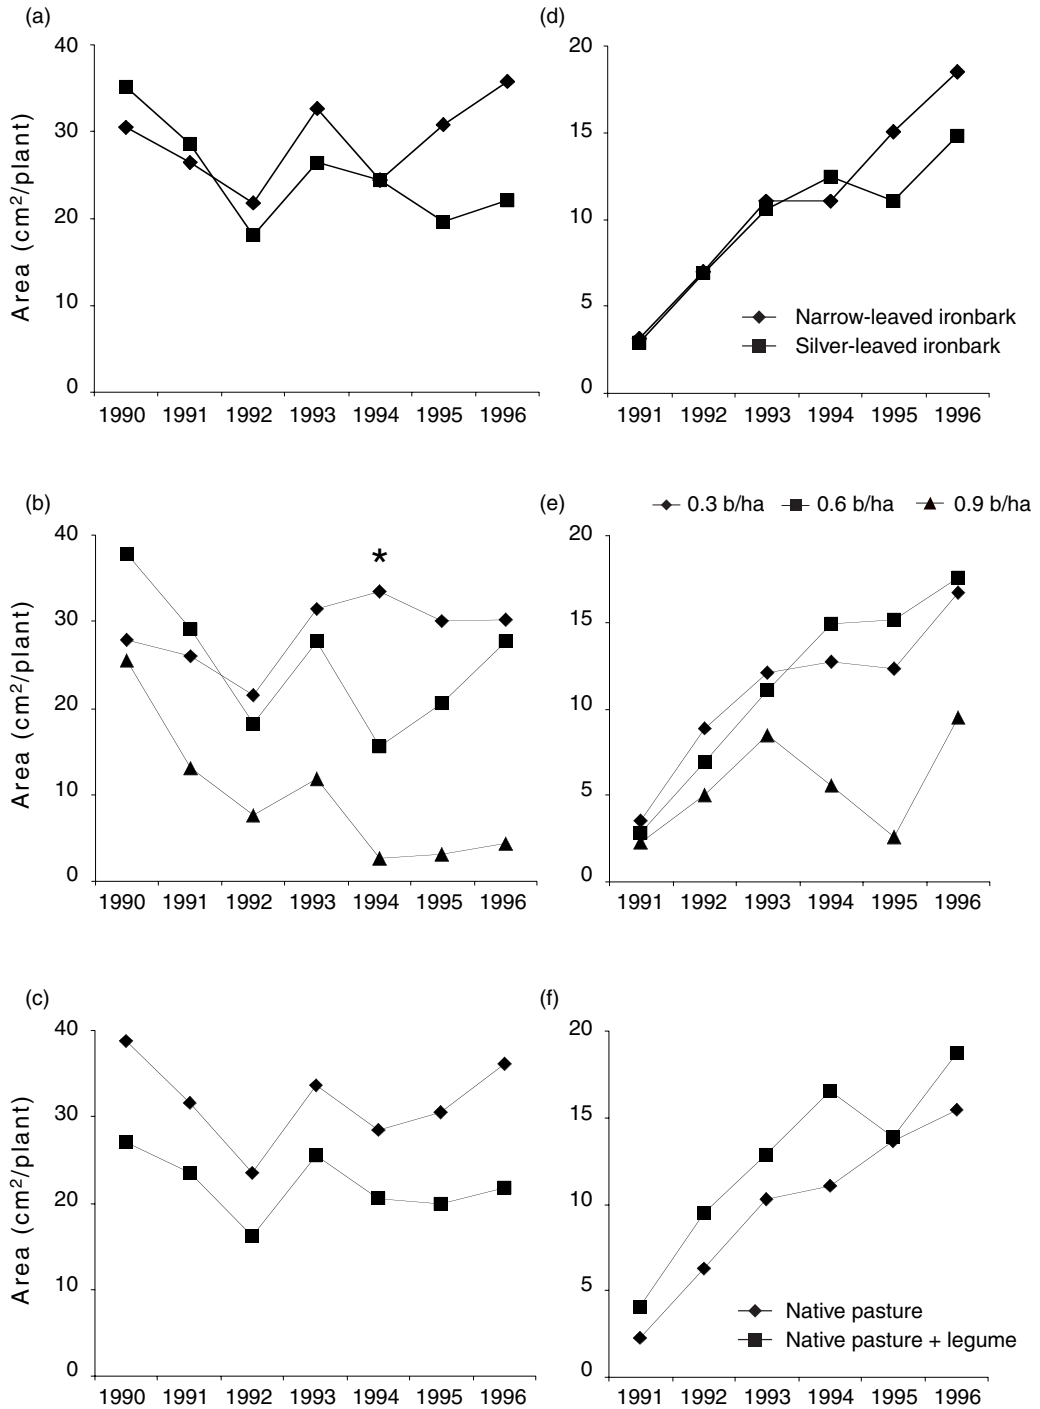 (a)
40
30
20
10
0
Area (cm²/plant)
1990 1991 1992 1993 1994 1995 1996
(d)
20
15
10
5
0
Narrow-leaved ironbark
Silver-leaved ironbark
1991 1992 1993 1994 1995 1996
(b)
40
30
20
10
0
Area (cm²/plant)
*
1990 1991 1992 1993 1994 1995 1996
(e)
0.3 b/ha 0.6 b/ha 0.9 b/ha
20
15
10
5
0
1991 1992 1993 1994 1995 1996
(c)
40
30
20
10
0
Area (cm²/plant)
1990 1991 1992 1993 1994 1995 1996
(f)
20
15
10
5
0
Native pasture
Native pasture + legume
1991 1992 1993 1994 1995 1996